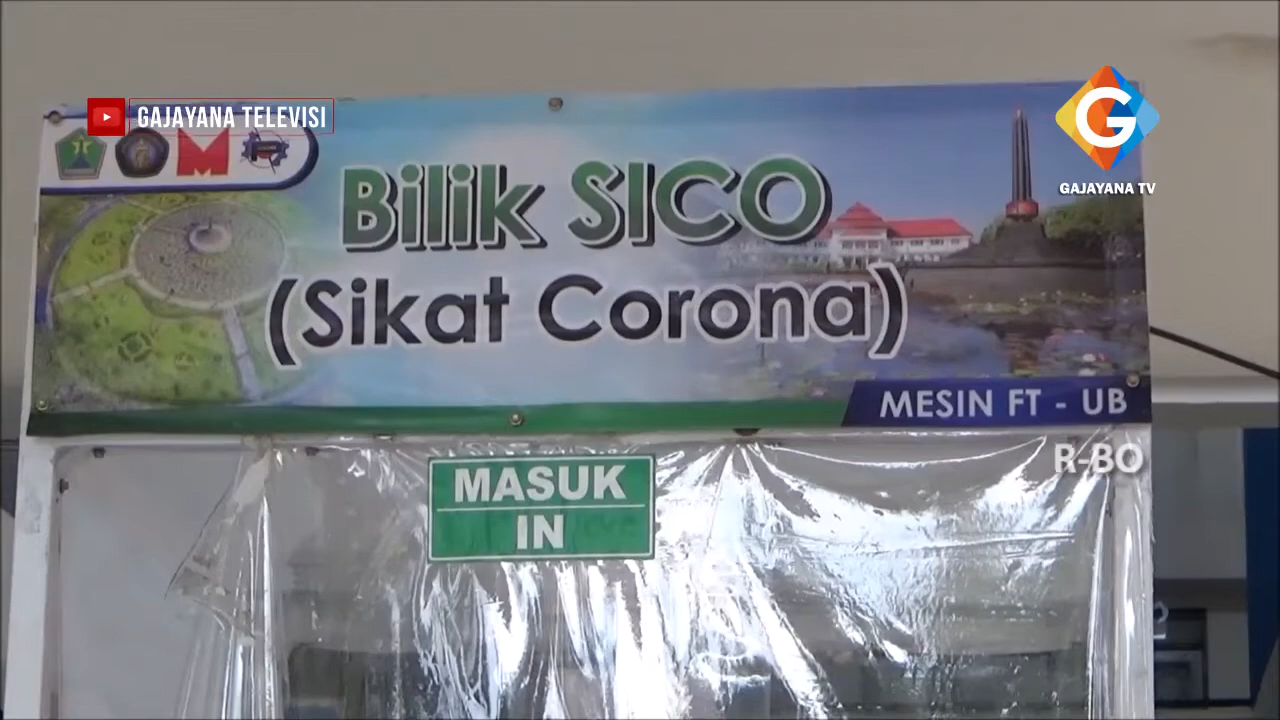 GAJAYANA TELEVISI
G
GAJAYANA TV
M
Bilik SICO
(Sikat Corona)
MESIN FT - UB
R-BO
MASUK
IN